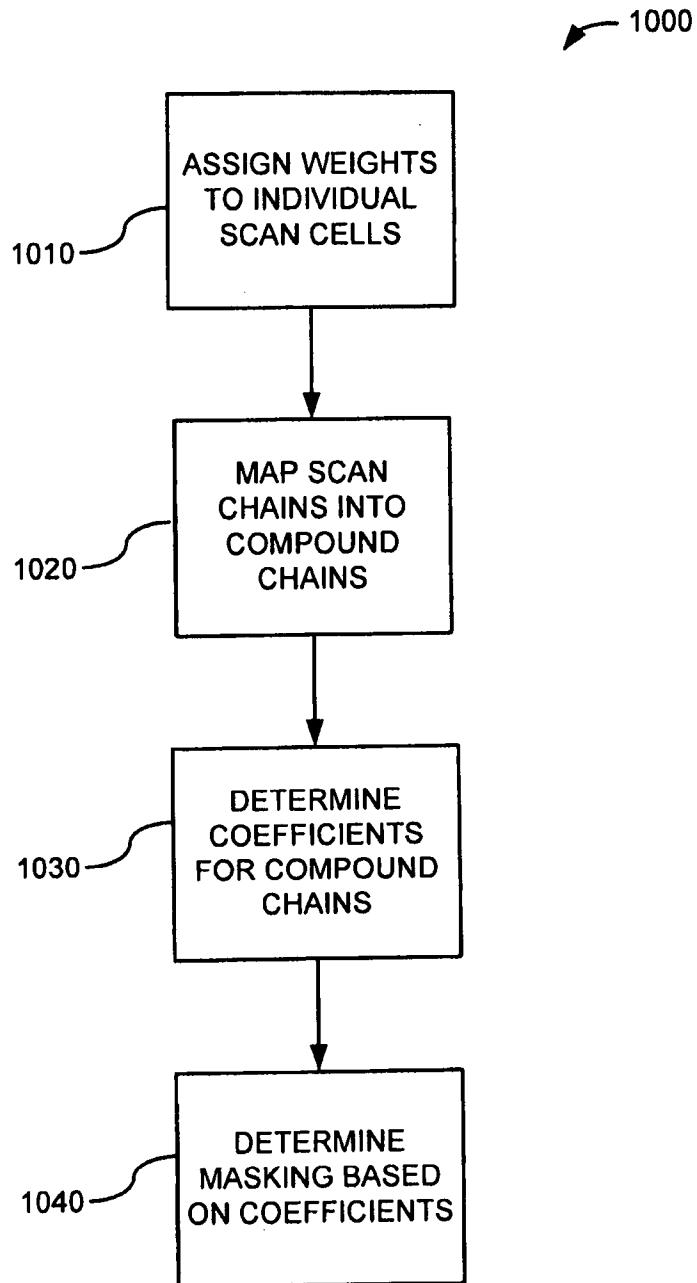 1000
ASSIGN WEIGHTS
TO INDIVIDUAL
SCAN CELLS
1010
MAP SCAN
CHAINS INTO
COMPOUND
CHAINS
1020
DETERMINE
COEFFICIENTS
FOR COMPOUND
CHAINS
1030
DETERMINE
MASKING BASED
ON COEFFICIENTS
1040